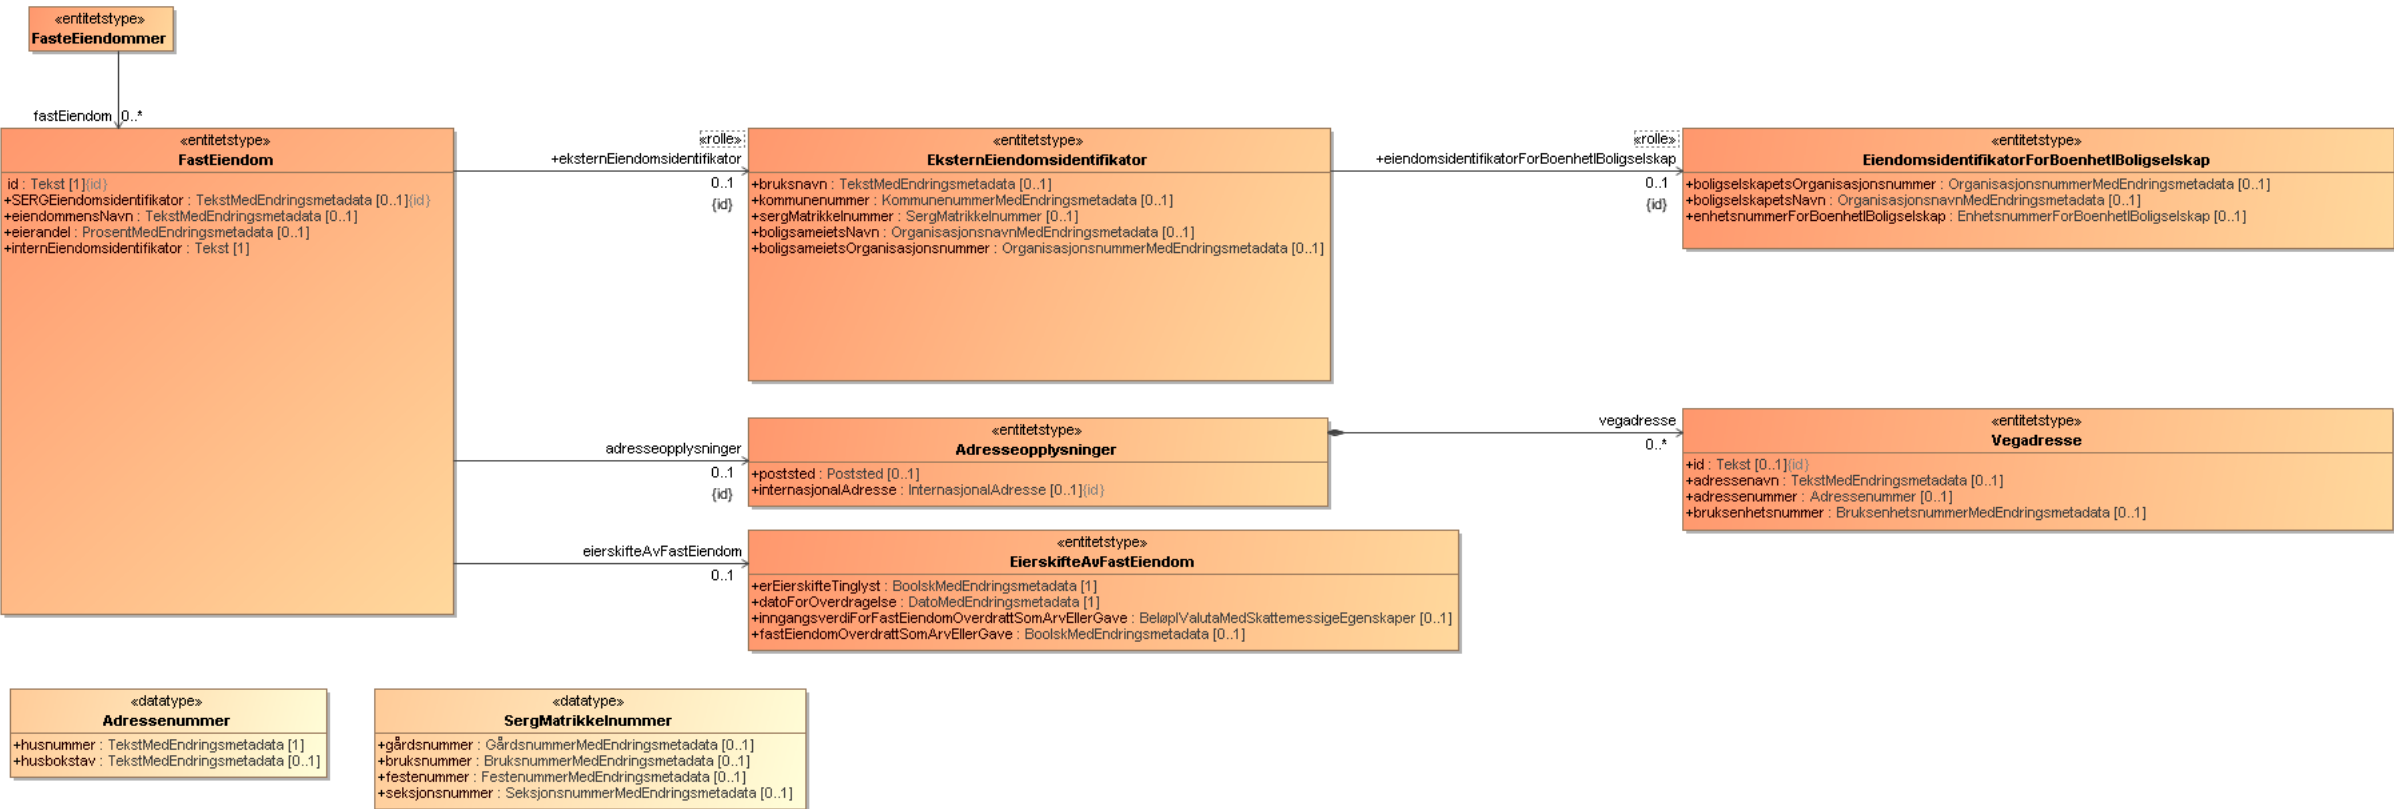 «entitetstype»
FasteEiendommer
fastEiendom 0..*
«entitetstype»
FastEiendom
id : Tekst [1]{id}
+SERGEiendomsidentifikator : TekstMedEndringsmetadata [0..1]{id}
+eiendommensNavn : TekstMedEndringsmetadata [0..1]
+eierandel : ProsentMedEndringsmetadata [0..1]
+internEiendomsidentifikator : Tekst [1]
«rolle»
+eksternEiendomsidentifikator
0..1
{id}
«entitetstype»
EksternEiendomsidentifikator
+bruksnavn : TekstMedEndringsmetadata [0..1]
+kommunenummer : KommunenummerMedEndringsmetadata [0..1]
+sergMatrikkelnummer : SergMatrikkelnummer [0..1]
+boligsameietsNavn : OrganisasjonsnavnMedEndringsmetadata [0..1]
+boligsameietsOrganisasjonsnummer : OrganisasjonsnummerMedEndringsmetadata [0..1]
«rolle»
+eiendomsidentifikatorForBoenhetIBoligselskap
0..1
{id}
«entitetstype»
EiendomsidentifikatorForBoenhetIBoligselskap
+boligselskapetsOrganisasjonsnummer : OrganisasjonsnummerMedEndringsmetadata [0..1]
+boligselskapetsNavn : OrganisasjonsnavnMedEndringsmetadata [0..1]
+enhetsnummerForBoenhetIBoligselskap : EnhetsnummerForBoenhetIBoligselskap [0..1]
adresseopplysninger
0..1
{id}
«entitetstype»
Adresseopplysninger
+poststed : Poststed [0..1]
+internasjonalAdresse : InternasjonalAdresse [0..1]{id}
vegadresse
0..*
«entitetstype»
Vegadresse
+id : Tekst [0..1]{id}
+adressenavn : TekstMedEndringsmetadata [0..1]
+adressenummer : Adressenummer [0..1]
+bruksenhetsnummer : BruksenhetsnummerMedEndringsmetadata [0..1]
eierskifteAvFastEiendom
0..1
«entitetstype»
EierskifteAvFastEiendom
+erEierskifteTinglyst : BoolskMedEndringsmetadata [1]
+datoForOverdragelse : DatoMedEndringsmetadata [1]
+inngangsverdiForFastEiendomOverdrattSomArvEllerGave : BeløpIValutaMedSkattemessigeEgenskaper [0..1]
+fastEiendomOverdrattSomArvEllerGave : BoolskMedEndringsmetadata [0..1]
«datatype»
Adressenummer
+husnummer : TekstMedEndringsmetadata [1]
+husbokstav : TekstMedEndringsmetadata [0..1]
«datatype»
SergMatrikkelnummer
+gårdsnummer : GårdsnummerMedEndringsmetadata [0..1]
+bruksnummer : BruksnummerMedEndringsmetadata [0..1]
+festenummer : FestenummerMedEndringsmetadata [0..1]
+seksjonsnummer : SeksjonsnummerMedEndringsmetadata [0..1]